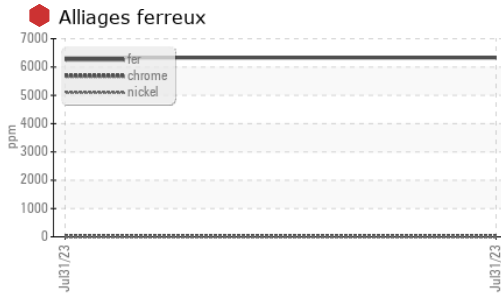 Alliages ferreux
7000
6000
5000
4000
3000
2000
1000
0
ppm
fer
chrome
nickel
Jul31/23
Jul31/23